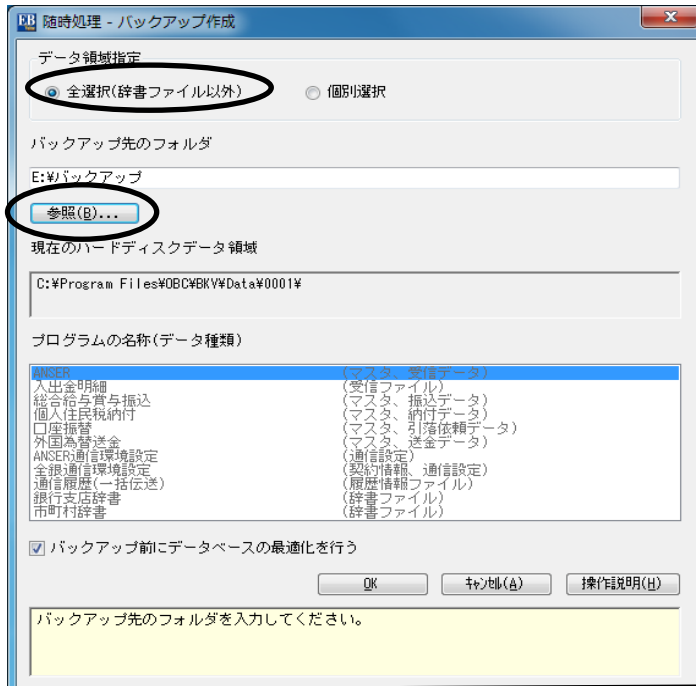 EB 随時処理 - バックアップ作成
データ領域指定
全選択(辞書ファイル以外)
個別選択
バックアップ先のフォルダ
E:¥バックアップ
参照(B)...
現在のハードディスクデータ領域
C:¥Program Files¥OBC¥BKV¥Data¥0001¥
プログラムの名称(データ種類)
ANSER (マスタ、受信データ)
入出金明細 (受信ファイル)
総合給与賞与振込 (マスタ、振込データ)
個人住民税納付 (マスタ、納付データ)
口座振替 (マスタ、引落依頼データ)
外国為替送金 (マスタ、送金データ)
ANSER通信環境設定 (通信設定)
全銀通信環境設定 (契約情報、通信設定)
通信履歴(一括伝送) (履歴情報ファイル)
銀行支店辞書 (辞書ファイル)
市町村辞書 (辞書ファイル)
バックアップ前にデータベースの最適化を行う
OK
ｷｬﾝｾﾙ(A)
操作説明(H)
バックアップ先のフォルダを入力してください。